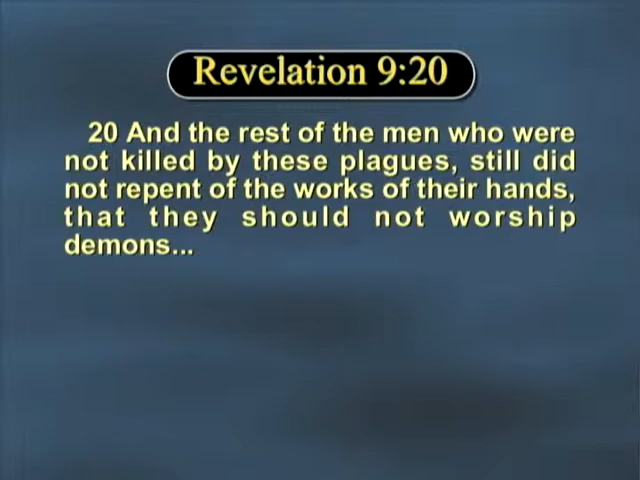 Revelation 9:20
20 And the rest of the men who were
not killed by these plagues, still did
not repent of the works of their hands,
that they should not worship
demons...